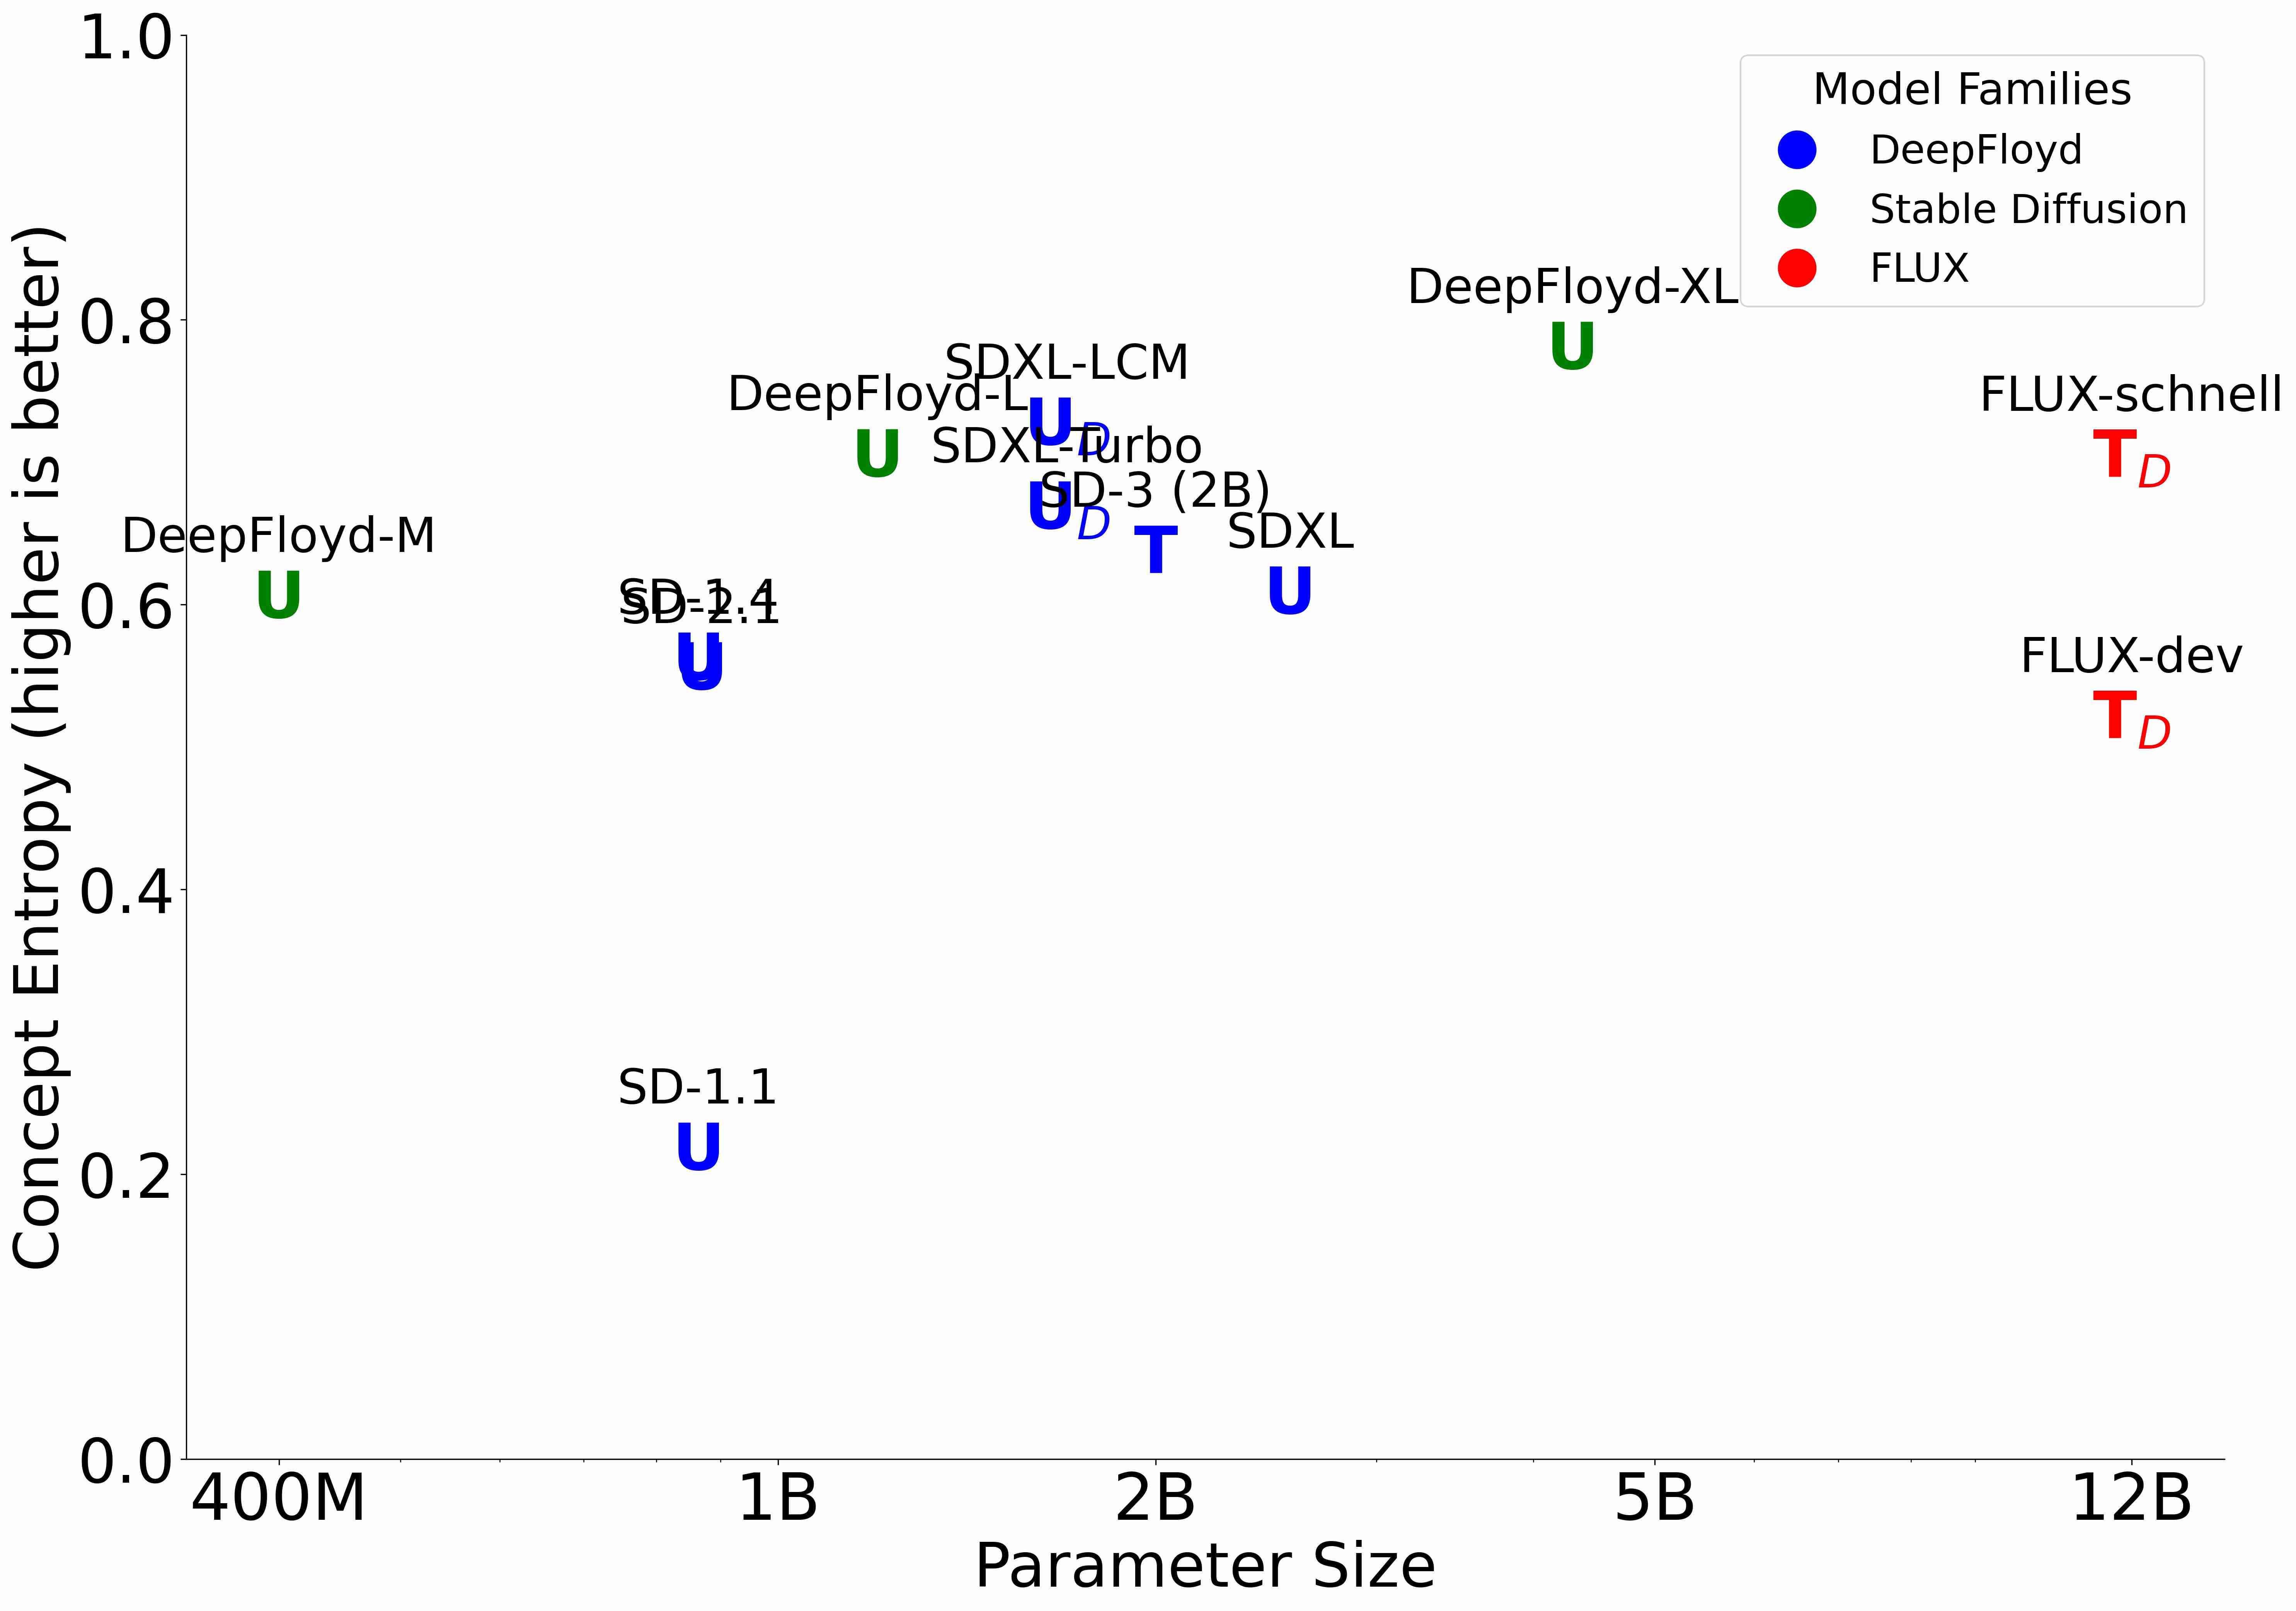 1.0
0.8
0.6
0.4
0.2
0.0
Concept Entropy (higher is better)
Model Families
DeepFloyd
Stable Diffusion
FLUX
DeepFloyd-XL
U
SDXL-LCM
U D
DeepFloyd-L
U
FLUX-schnell
T D
SDXL-Turbo
U D
SD-3 (2B)
T
SDXL
U
DeepFloyd-M
U
SD-1.4
U
SD-2.1
U
FLUX-dev
T D
SD-1.1
U
400M
1B
2B
5B
12B
Parameter Size